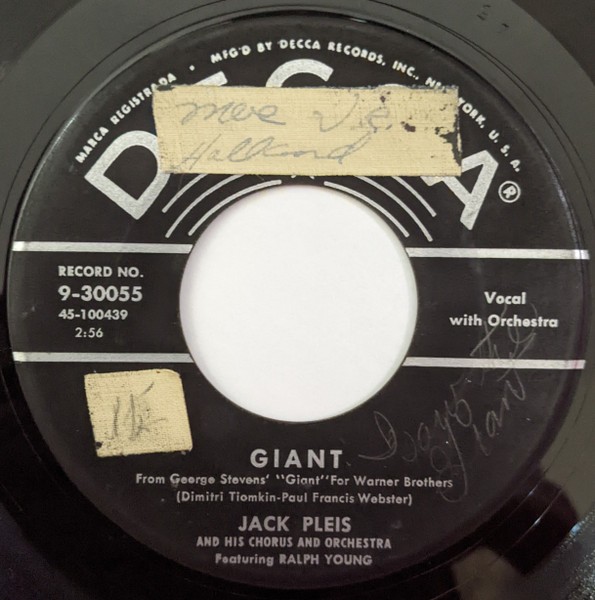 MARCA REGISTRADA • MFG'D BY DECCA RECORDS, INC., NEW YORK, U. S. A.
DECCA®
Holland
RECORD NO.
9-30055
45-100439
2:56
Vocal
with Orchestra
GIANT
From George Stevens' "Giant" For Warner Brothers
(Dimitri Tiomkin-Paul Francis Webster)
JACK PLEIS
AND HIS CHORUS AND ORCHESTRA
Featuring RALPH YOUNG